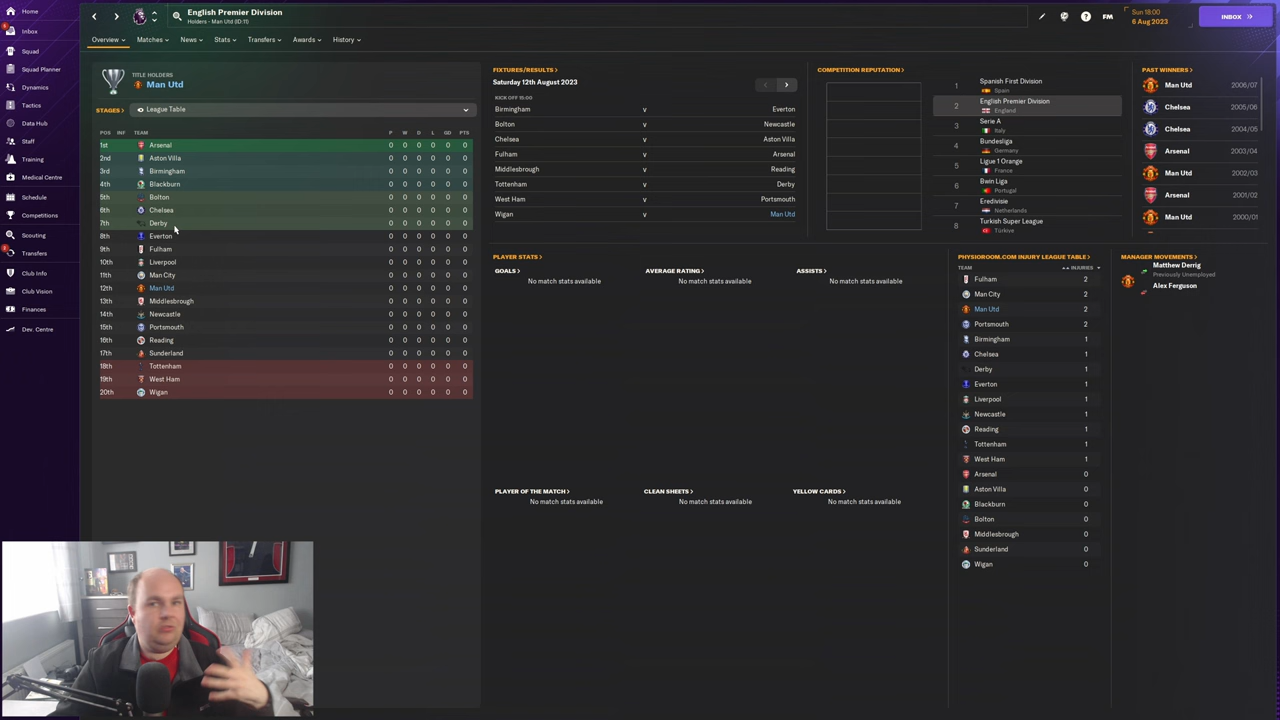 Home
Inbox
Squad
Squad Planner
Dynamics
Tactics
Data Hub
Staff
Training
Medical Centre
Schedule
Competitions
Scouting
Transfers
Club Info
Club Vision
Finances
Dev. Centre
English Premier Division
Holders - Man Utd (ID:11)
FM
Sun 18:00
6 Aug 2023
INBOX
Overview
Matches
News
Stats
Transfers
Awards
History
TITLE HOLDERS
Man Utd
STAGES
League Table
POS INF TEAM P W D L GD PTS
1st Arsenal 0 0 0 0 0 0
2nd Aston Villa 0 0 0 0 0 0
3rd Birmingham 0 0 0 0 0 0
4th Blackburn 0 0 0 0 0 0
5th Bolton 0 0 0 0 0 0
6th Chelsea 0 0 0 0 0 0
7th Derby 0 0 0 0 0 0
8th Everton 0 0 0 0 0 0
9th Fulham 0 0 0 0 0 0
10th Liverpool 0 0 0 0 0 0
11th Man City 0 0 0 0 0 0
12th Man Utd 0 0 0 0 0 0
13th Middlesbrough 0 0 0 0 0 0
14th Newcastle 0 0 0 0 0 0
15th Portsmouth 0 0 0 0 0 0
16th Reading 0 0 0 0 0 0
17th Sunderland 0 0 0 0 0 0
18th Tottenham 0 0 0 0 0 0
19th West Ham 0 0 0 0 0 0
20th Wigan 0 0 0 0 0 0
FIXTURES/RESULTS
Saturday 12th August 2023
KICK OFF 15:00
Birmingham v Everton
Bolton v Newcastle
Chelsea v Aston Villa
Fulham v Arsenal
Middlesbrough v Reading
Tottenham v Derby
West Ham v Portsmouth
Wigan v Man Utd
COMPETITION REPUTATION
1 Spanish First Division
Spain
2 English Premier Division
England
3 Serie A
Italy
4 Bundesliga
Germany
5 Ligue 1 Orange
France
6 Bwin Liga
Portugal
7 Eredivisie
Netherlands
8 Turkish Super League
Türkiye
PAST WINNERS
Man Utd 2006/07
Chelsea 2005/06
Chelsea 2004/05
Arsenal 2003/04
Man Utd 2002/03
Arsenal 2001/02
Man Utd 2000/01
PLAYER STATS
GOALS
No match stats available
AVERAGE RATING
No match stats available
ASSISTS
No match stats available
PLAYER OF THE MATCH
No match stats available
CLEAN SHEETS
No match stats available
YELLOW CARDS
No match stats available
PHYSIOROOM.COM INJURY LEAGUE TABLE
TEAM INJURIES
Fulham 2
Man City 2
Man Utd 2
Portsmouth 2
Birmingham 1
Chelsea 1
Derby 1
Everton 1
Liverpool 1
Newcastle 1
Reading 1
Tottenham 1
West Ham 1
Arsenal 0
Aston Villa 0
Blackburn 0
Bolton 0
Middlesbrough 0
Sunderland 0
Wigan 0
MANAGER MOVEMENTS
Matthew Derrig
Previously Unemployed
Alex Ferguson